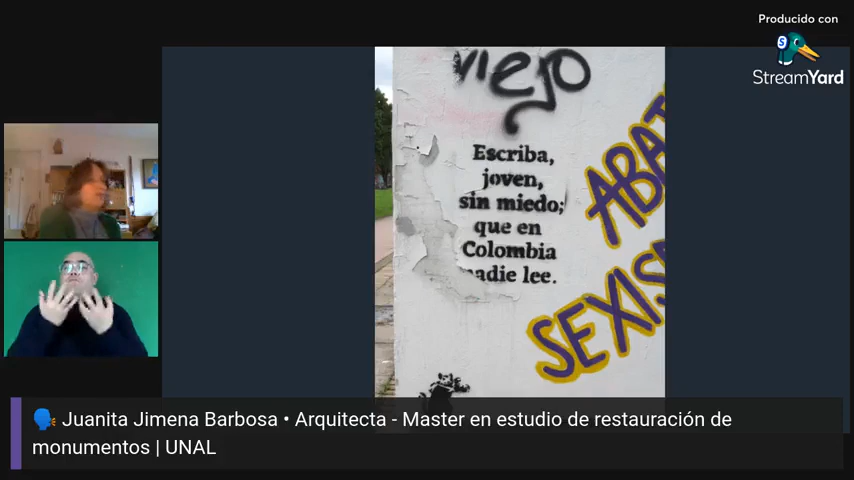 Producido con
StreamYard
viejo
Escriba,
joven,
sin miedo;
que en
Colombia
nadie lee.
ABA
SEXIS
Juanita Jimena Barbosa • Arquitecta - Master en estudio de restauración de
monumentos | UNAL